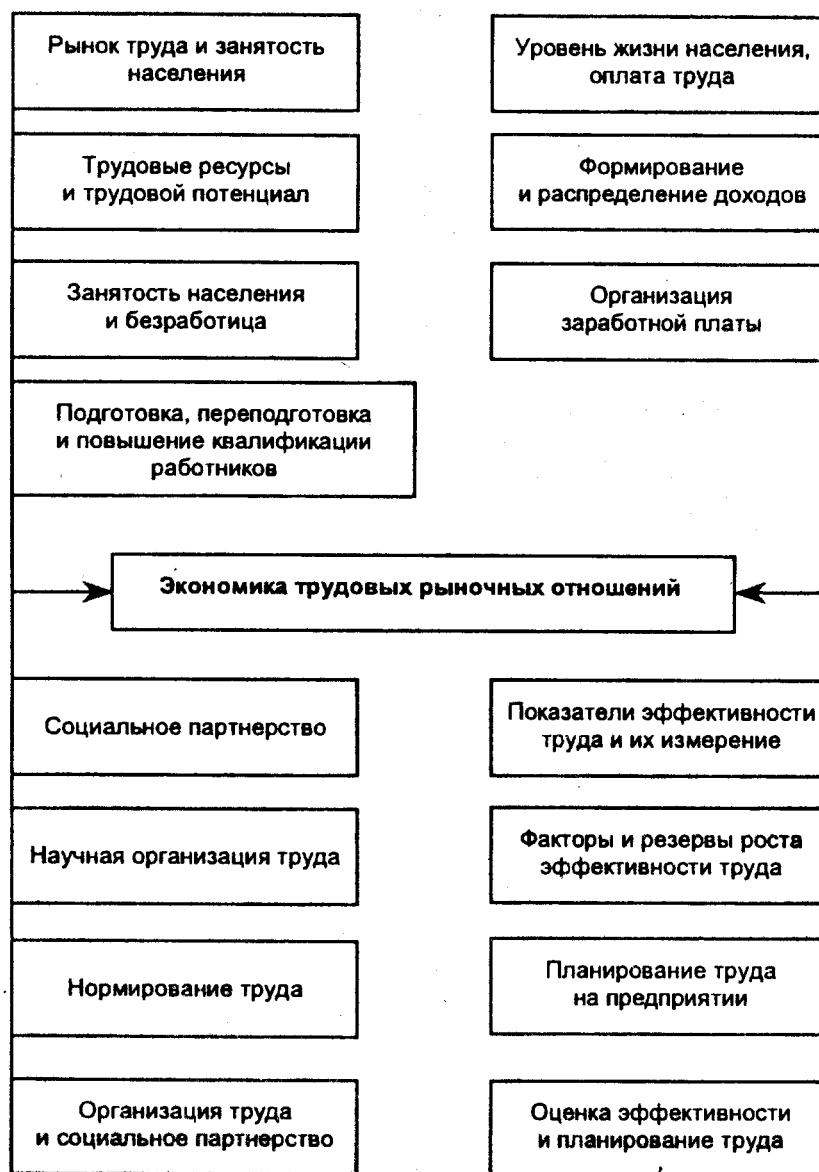 Рынок труда и занятость
населения
Уровень жизни населения,
оплата труда
Трудовые ресурсы
и трудовой потенциал
Формирование
и распределение доходов
Занятость населения
и безработица
Организация
заработной платы
Подготовка, переподготовка
и повышение квалификации
работников
Экономика трудовых рыночных отношений
Социальное партнерство
Показатели эффективности
труда и их измерение
Научная организация труда
Факторы и резервы роста
эффективности труда
Нормирование труда
Планирование труда
на предприятии
Организация труда
и социальное партнерство
Оценка эффективности
и планирование труда